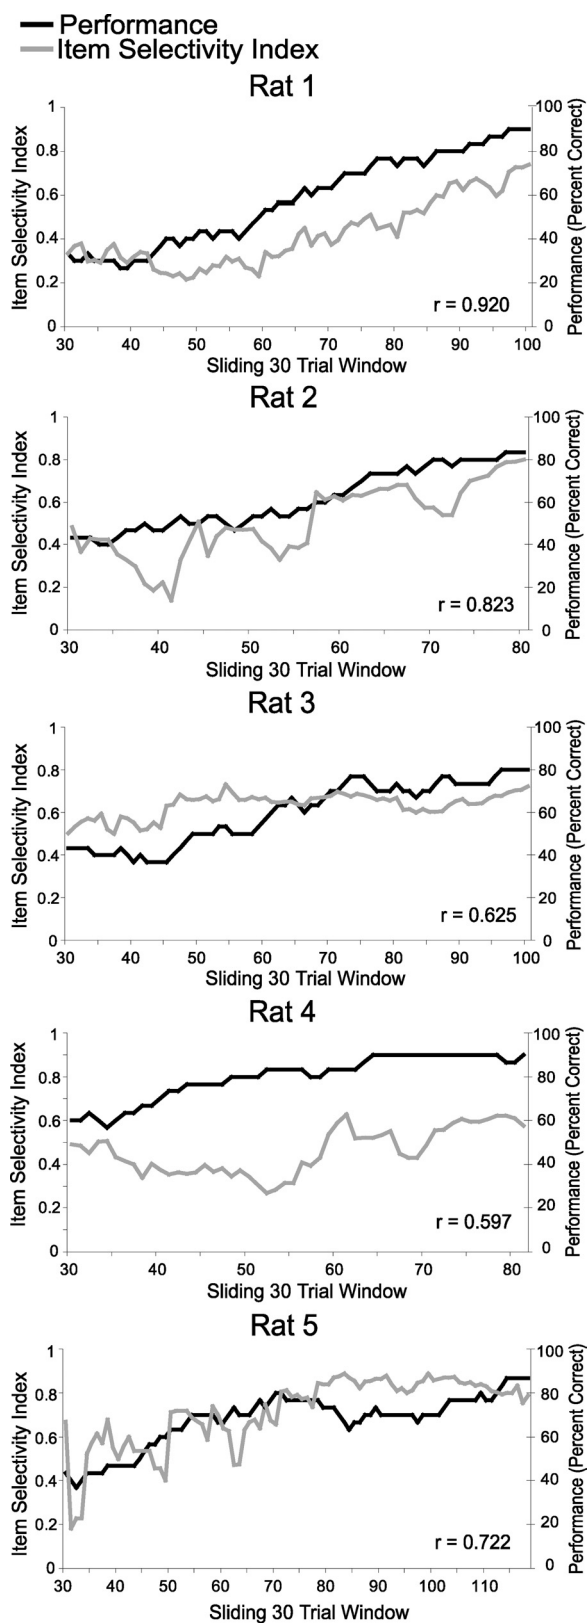 Performance
Item Selectivity Index
Rat 1
Item Selectivity Index
1
0.8
0.6
0.4
0.2
0
100
80
60
40
20
0
Performance (Percent Correct)
r = 0.920
30 40 50 60 70 80 90 100
Sliding 30 Trial Window
Rat 2
Item Selectivity Index
1
0.8
0.6
0.4
0.2
0
100
80
60
40
20
0
Performance (Percent Correct)
r = 0.823
30 40 50 60 70 80
Sliding 30 Trial Window
Rat 3
Item Selectivity Index
1
0.8
0.6
0.4
0.2
0
100
80
60
40
20
0
Performance (Percent Correct)
r = 0.625
30 40 50 60 70 80 90 100
Sliding 30 Trial Window
Rat 4
Item Selectivity Index
1
0.8
0.6
0.4
0.2
0
100
80
60
40
20
0
Performance (Percent Correct)
r = 0.597
30 40 50 60 70 80
Sliding 30 Trial Window
Rat 5
Item Selectivity Index
1
0.8
0.6
0.4
0.2
0
100
80
60
40
20
0
Performance (Percent Correct)
r = 0.722
30 40 50 60 70 80 90 100 110
Sliding 30 Trial Window